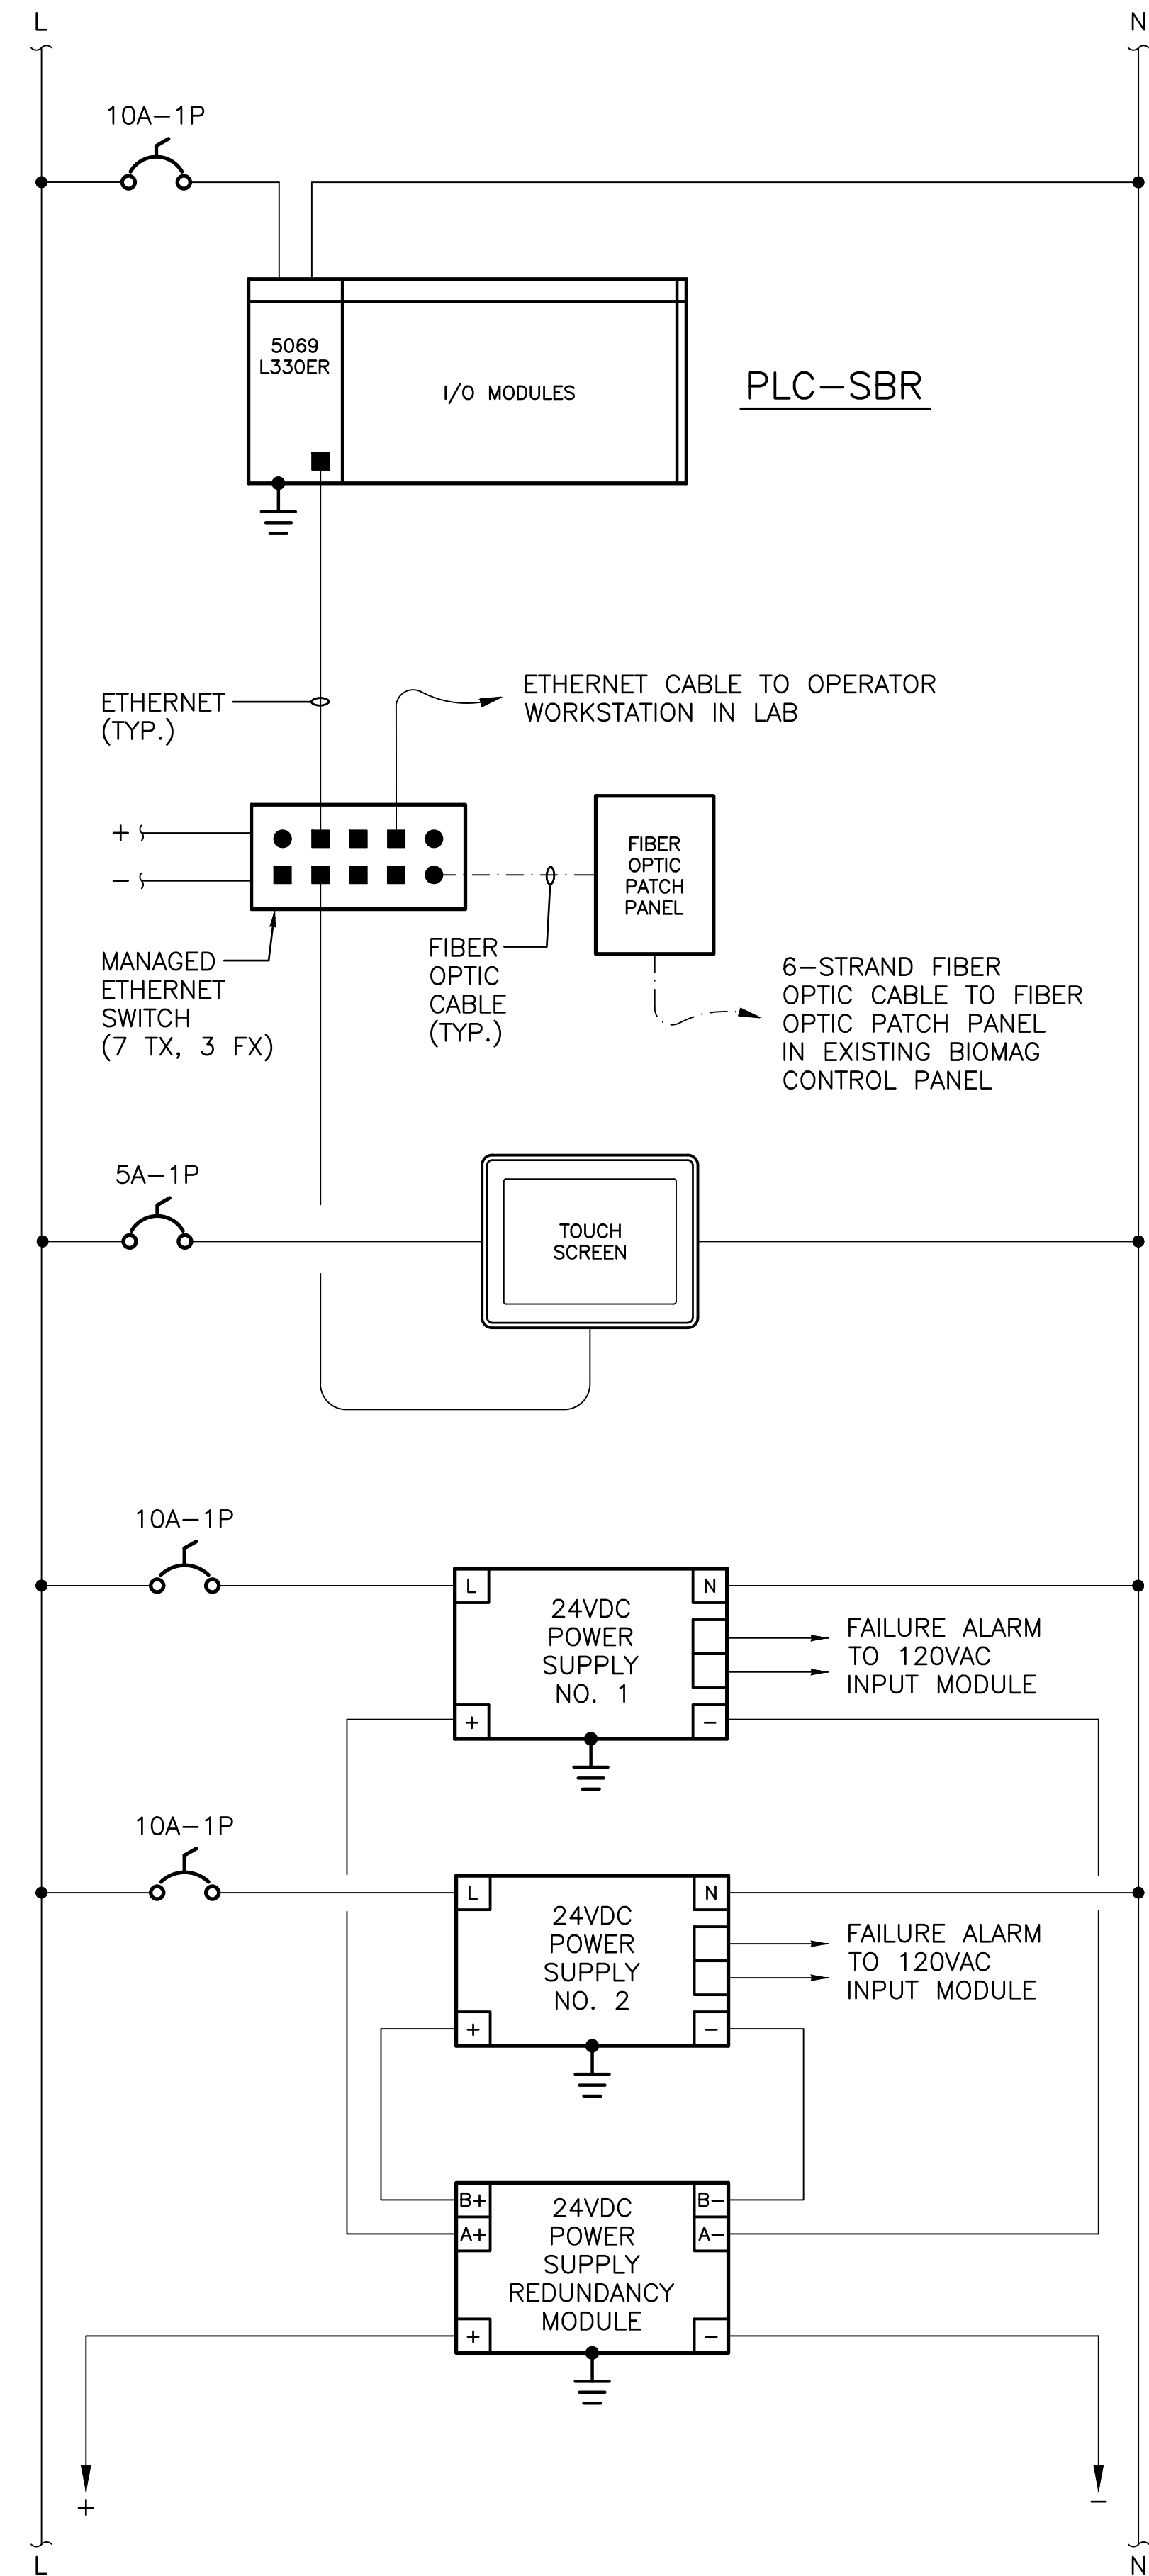 L
N
10A-1P
5069
L330ER
I/O MODULES
PLC-SBR
ETHERNET
(TYP.)
ETHERNET CABLE TO OPERATOR
WORKSTATION IN LAB
+
-
FIBER
OPTIC
PATCH
PANEL
MANAGED
ETHERNET
SWITCH
(7 TX, 3 FX)
FIBER
OPTIC
CABLE
(TYP.)
6-STRAND FIBER
OPTIC CABLE TO FIBER
OPTIC PATCH PANEL
IN EXISTING BIOMAG
CONTROL PANEL
5A-1P
TOUCH
SCREEN
10A-1P
L
N
24VDC
POWER
SUPPLY
NO. 1
+
-
FAILURE ALARM
TO 120VAC
INPUT MODULE
10A-1P
L
N
24VDC
POWER
SUPPLY
NO. 2
+
-
FAILURE ALARM
TO 120VAC
INPUT MODULE
B+
B-
A+
A-
24VDC
POWER
SUPPLY
REDUNDANCY
MODULE
+
-
+
-
L
N